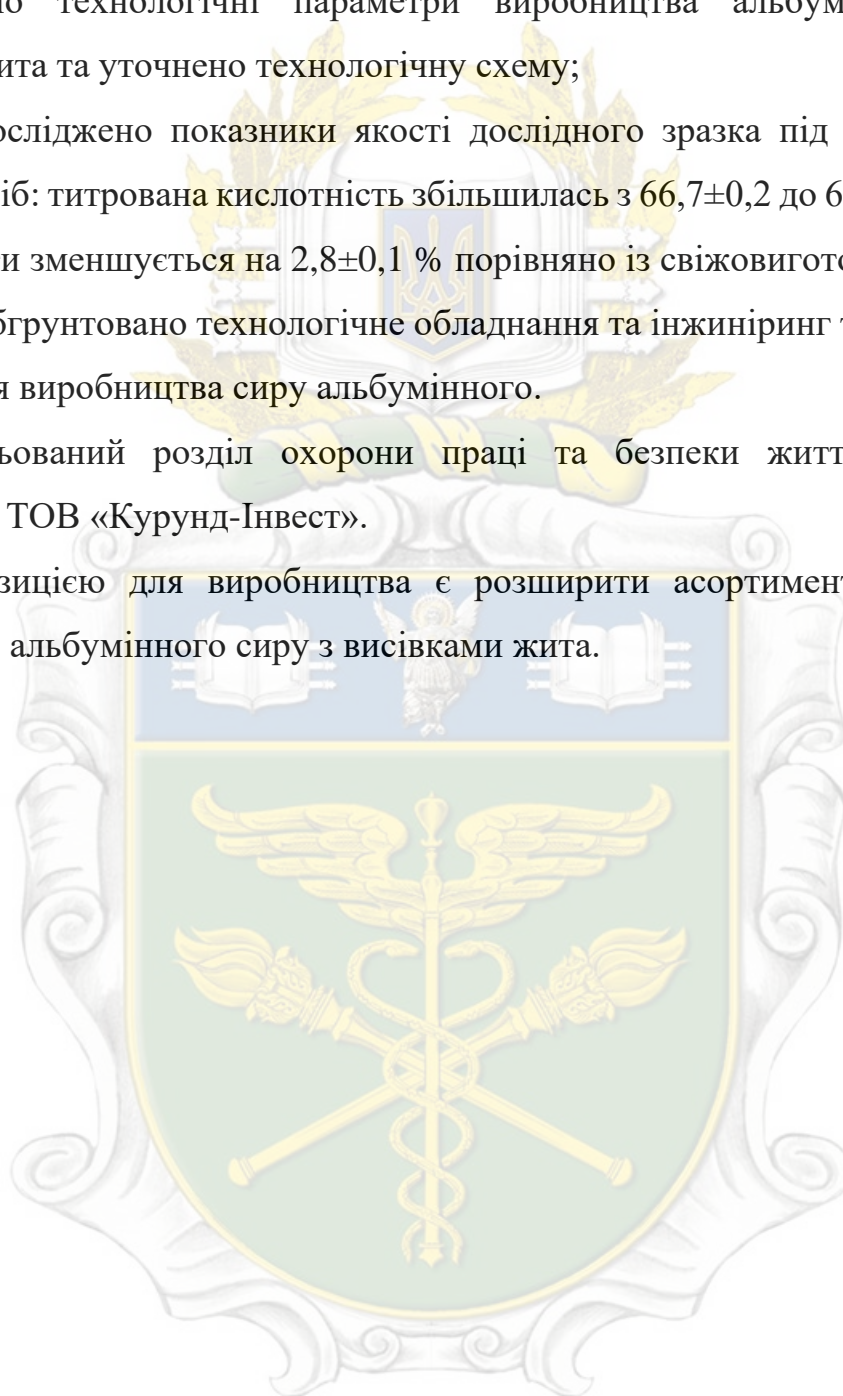 технологічні параметри виробництва альбум
ита та уточнено технологічну схему;
осліджено показники якості дослідного зразка під
іб: титрована кислотність збільшилась з 66,7±0,2 до 6
и зменшується на 2,8±0,1 % порівняно із свіжовигото
бґрунтовано технологічне обладнання та інжиніринг
я виробництва сиру альбумінного.
ьований розділ охорони праці та безпеки житт
ТОВ «Курунд-Інвест».
зицією для виробництва є розширити асортимент
альбумінного сиру з висівками жита.